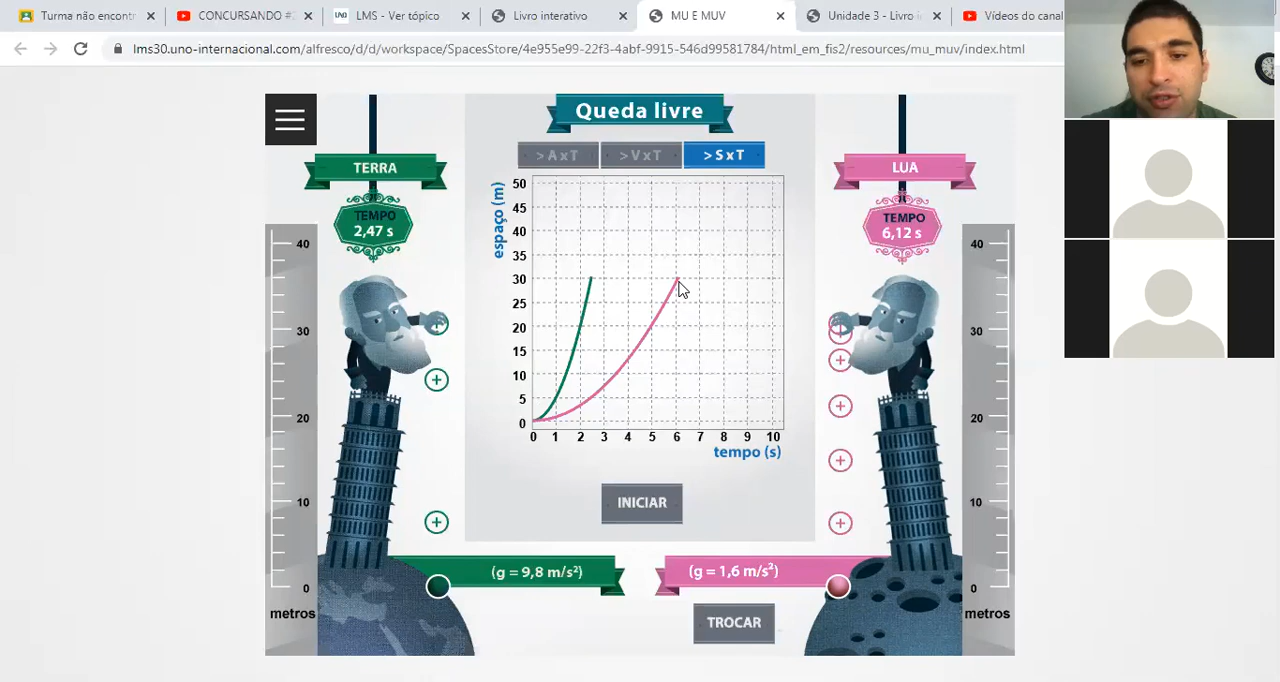 Turma não encont
CONCURSANDO #
LMS - Ver tópico
Livro interativo
MU E MUV
Unidade 3 - Livro i
Vídeos do canal
lms30.uno-internacional.com/alfresco/d/d/workspace/SpacesStore/4e955e99-22f3-4abf-9915-546d99581784/html_em_fis2/resources/mu_muv/index.html
Queda livre
> A x T
> V x T
> S x T
TERRA
TEMPO
2,47 s
LUA
TEMPO
6,12 s
espaço (m)
50
45
40
35
30
25
20
15
10
5
0
0 1 2 3 4 5 6 7 8 9 10
tempo (s)
40
30
20
10
0
metros
40
30
20
10
0
metros
INICIAR
(g = 9,8 m/s²)
(g = 1,6 m/s²)
TROCAR